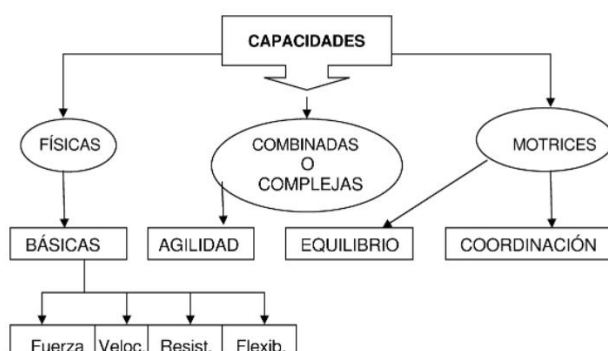 CAPACIDADES
FÍSICAS
COMBINADAS
O
COMPLEJAS
MOTRICES
BÁSICAS
AGILIDAD
EQUILIBRIO
COORDINACIÓN
Fuerza
Veloc.
Resist.
Flexib.